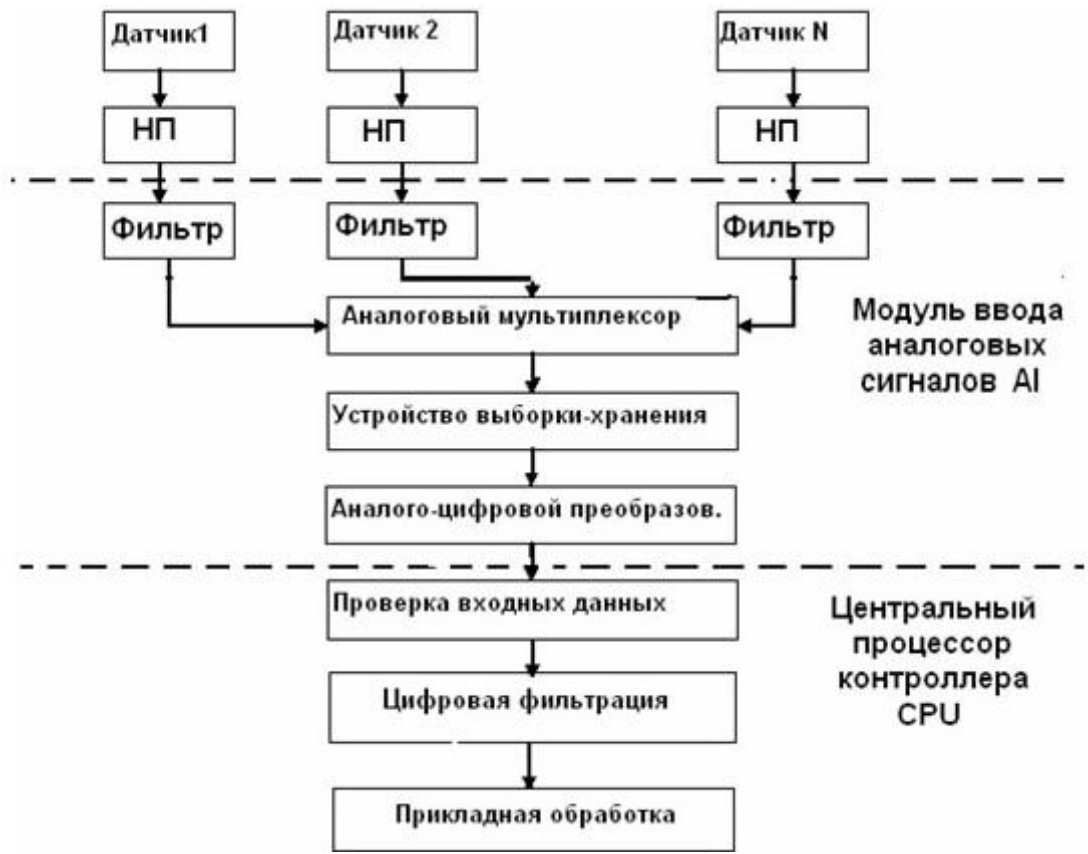 Датчик1
Датчик 2
Датчик N
НП
НП
НП
Фильтр
Фильтр
Фильтр
Аналоговый мультиплексор
Модуль ввода
аналоговых
сигналов AI
Устройство выборки-хранения
Аналого-цифровой преобразов.
Проверка входных данных
Центральный
процессор
контроллера
CPU
Цифровая фильтрация
Прикладная обработка